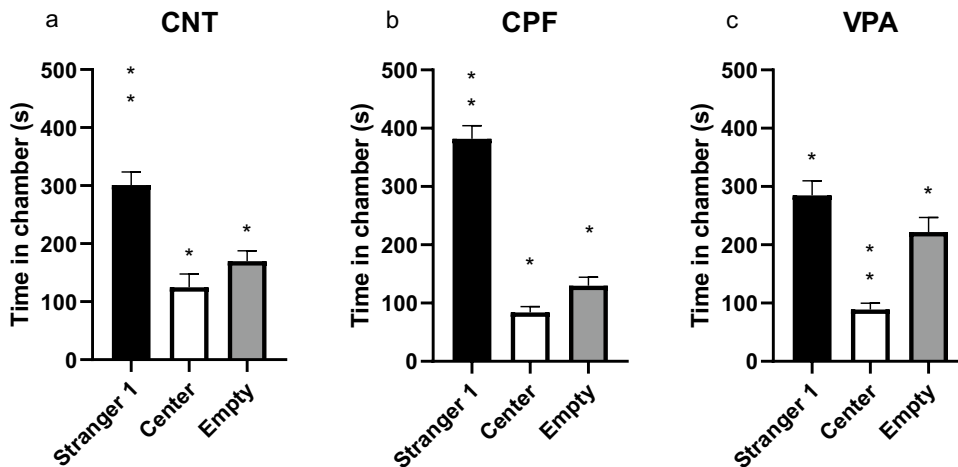 a CNT
Time in chamber (s)
500
400
300
200
100
0
* *
*
*
Stranger 1
Center
Empty
b CPF
Time in chamber (s)
500
400
300
200
100
0
* *
*
*
Stranger 1
Center
Empty
c VPA
Time in chamber (s)
500
400
300
200
100
0
*
* *
*
Stranger 1
Center
Empty